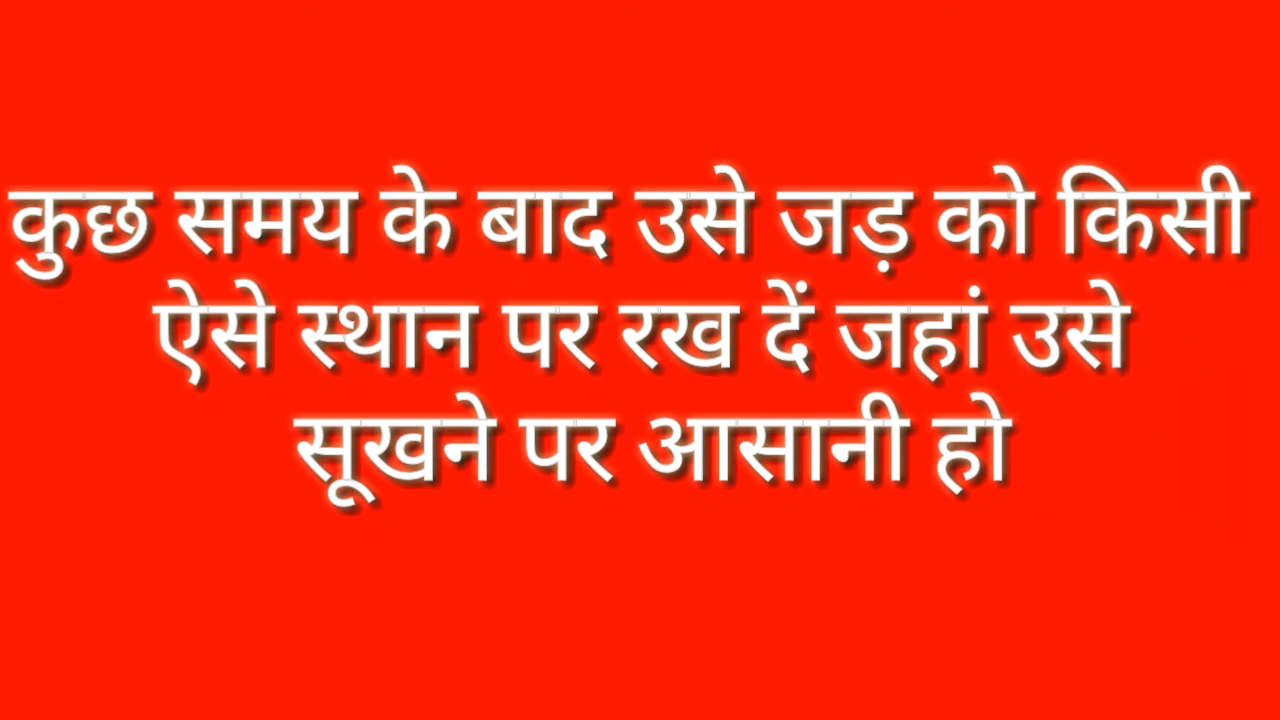 कुछ समय के बाद उसे जड़ को किसी
ऐसे स्थान पर रख दें जहां उसे
सूखने पर आसानी हो